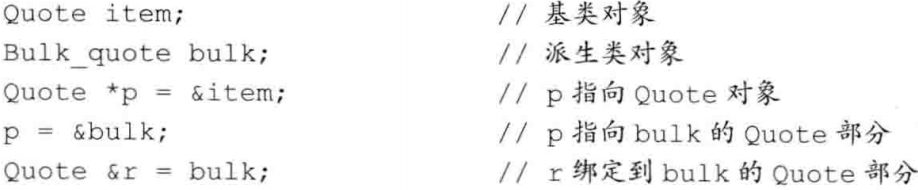 Quote item; // 基类对象
Bulk_quote bulk; // 派生类对象
Quote *p = &item; // p 指向 Quote 对象
p = &bulk; // p 指向 bulk 的 Quote 部分
Quote &r = bulk; // r 绑定到 bulk 的 Quote 部分